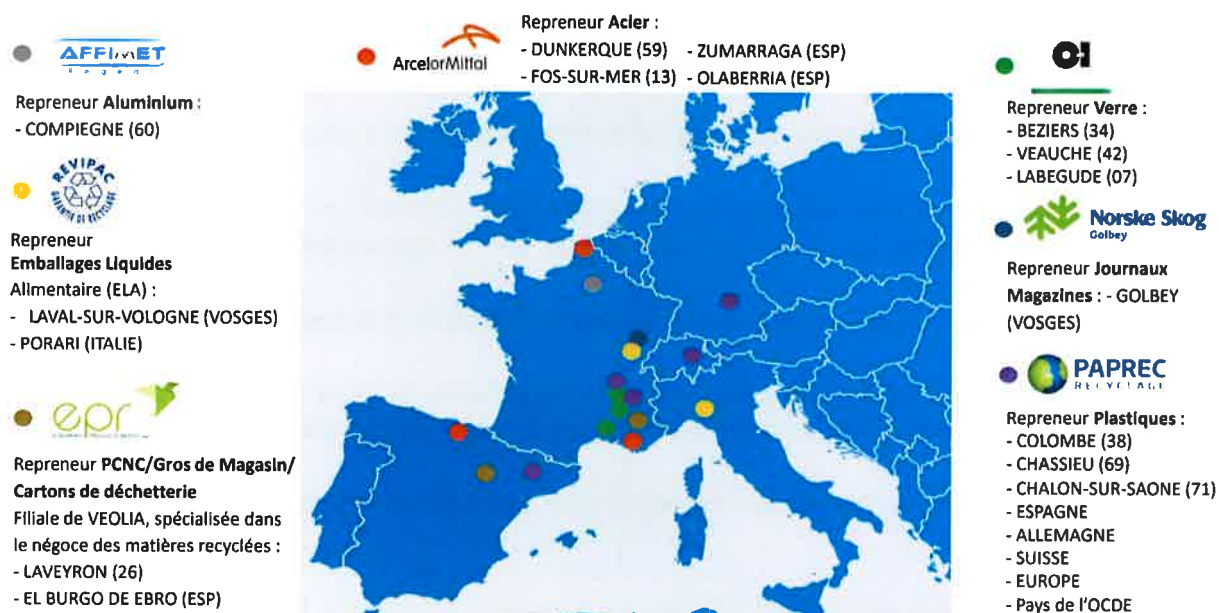 AFFIMET
Repreneur Aluminium :
- COMPIEGNE (60)
REVIPAC
GARANTIE DE RECYCLAGE
Repreneur
Emballages Liquides
Alimentaire (ELA) :
- LAVAL-SUR-VOLOGNE (VOSGES)
- PORARI (ITALIE)
epr
Repreneur PCNC/Gros de Magasin/
Cartons de déchetterie
Filiale de VEOLIA, spécialisée dans
le négoce des matières recyclées :
- LAVEYRON (26)
- EL BURGO DE EBRO (ESP)
ArcelorMittal
Repreneur Acier :
- DUNKERQUE (59) - ZUMARRAGA (ESP)
- FOS-SUR-MER (13) - OLABERRIA (ESP)
O-I
Repreneur Verre :
- BEZIERS (34)
- VEAUCHE (42)
- LABEGUDE (07)
Norske Skog
Golbey
Repreneur Journaux
Magazines : - GOLBEY
(VOSGES)
PAPREC
RECYCLAGE
Repreneur Plastiques :
- COLOMBE (38)
- CHASSIEU (69)
- CHALON-SUR-SAONE (71)
- ESPAGNE
- ALLEMAGNE
- SUISSE
- EUROPE
- Pays de l'OCDE